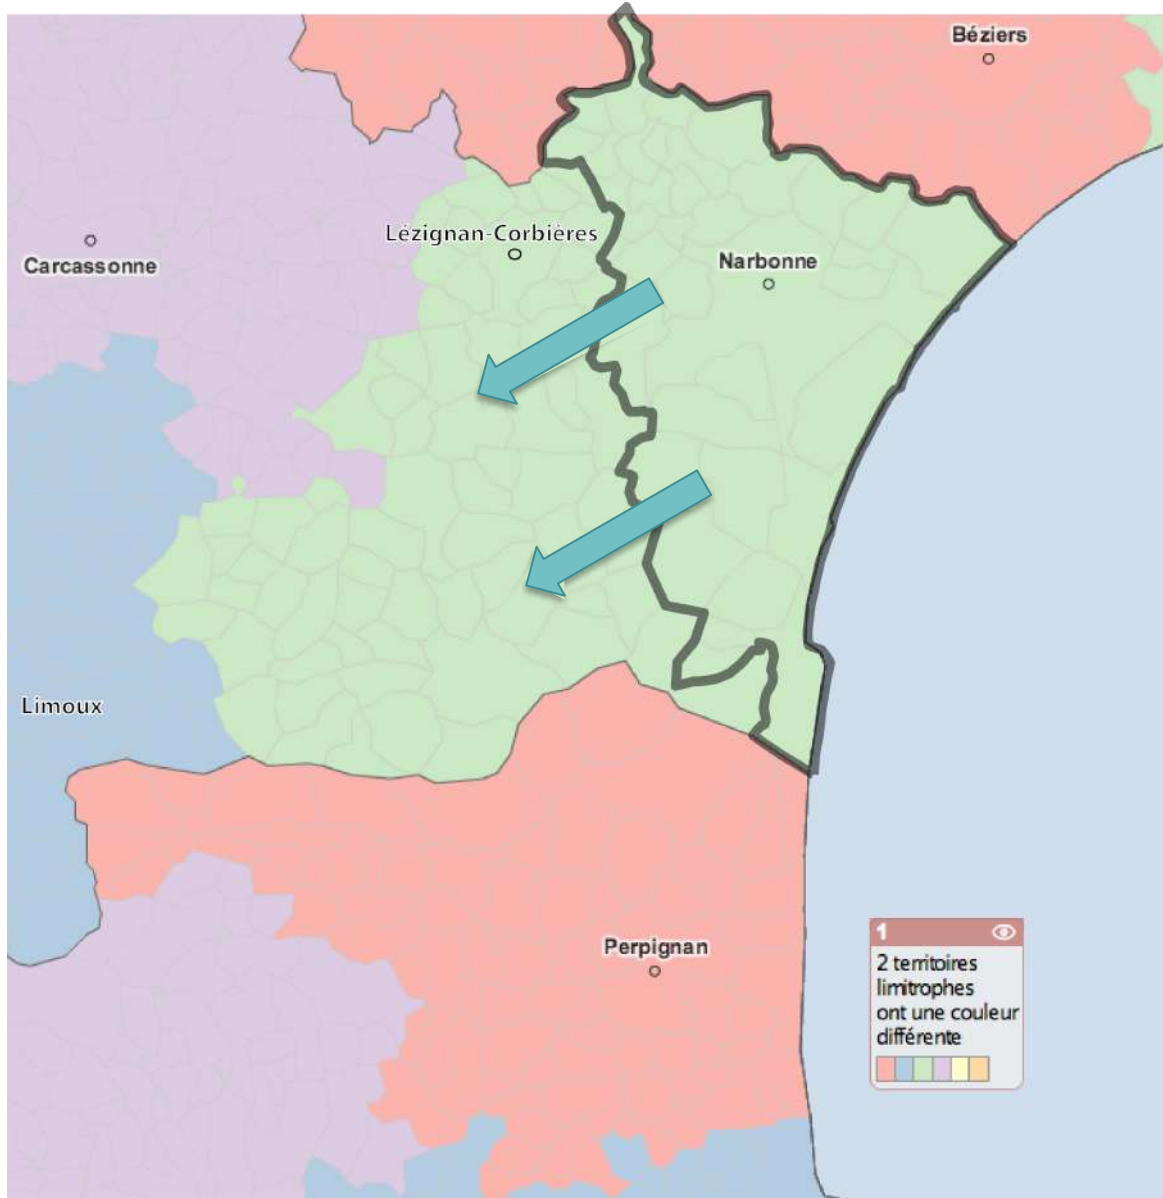 Béziers
Lézignan-Corbières
Carcassonne
Narbonne
Limoux
Perpignan
1
2 territoires
limitrophes
ont une couleur
différente